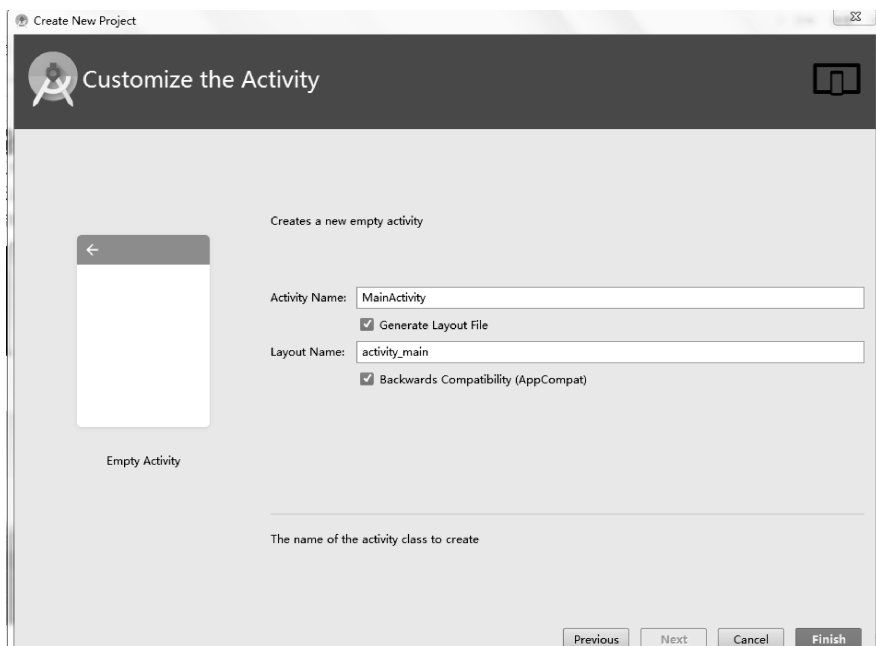 Create New Project
Customize the Activity
Creates a new empty activity
Activity Name: MainActivity
Generate Layout File
Layout Name: activity_main
Backwards Compatibility (AppCompat)
Empty Activity
The name of the activity class to create
Previous Next Cancel Finish